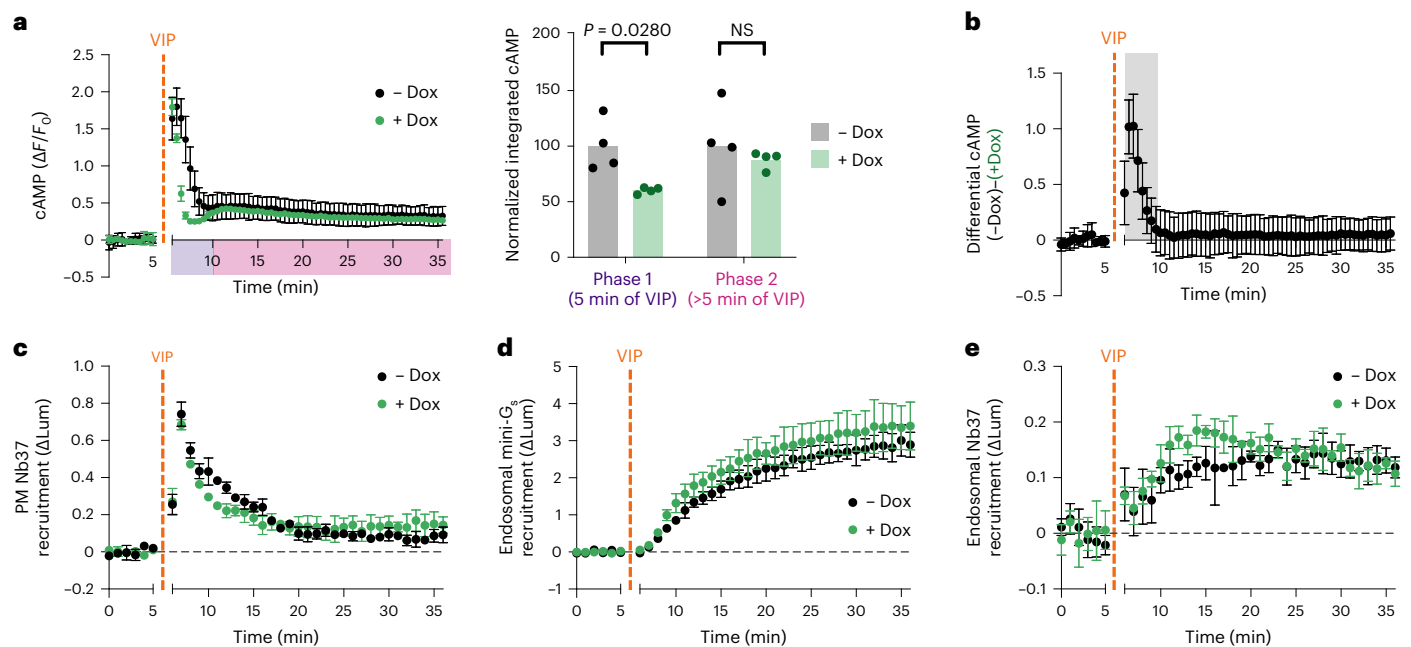 a
VIP
2.5
2.0
1.5
1.0
0.5
0
–0.5
cAMP (ΔF/F0)
– Dox
+ Dox
5
10
15
20
25
30
35
Time (min)
200
150
100
50
0
Normalized integrated cAMP
P = 0.0280
NS
– Dox
+ Dox
Phase 1
(5 min of VIP)
Phase 2
(>5 min of VIP)
b
VIP
1.5
1.0
0.5
0
–0.5
Differential cAMP
(–Dox)–(+Dox)
5
10
15
20
25
30
35
Time (min)
c
VIP
1.0
0.8
0.6
0.4
0.2
0
–0.2
PM Nb37
recruitment (ΔLum)
– Dox
+ Dox
0
5
10
15
20
25
30
35
Time (min)
d
VIP
5
4
3
2
1
0
–1
Endosomal mini-Gs
recruitment (ΔLum)
– Dox
+ Dox
0
5
10
15
20
25
30
35
Time (min)
e
VIP
0.3
0.2
0.1
0
–0.1
Endosomal Nb37
recruitment (ΔLum)
– Dox
+ Dox
0
5
10
15
20
25
30
35
Time (min)